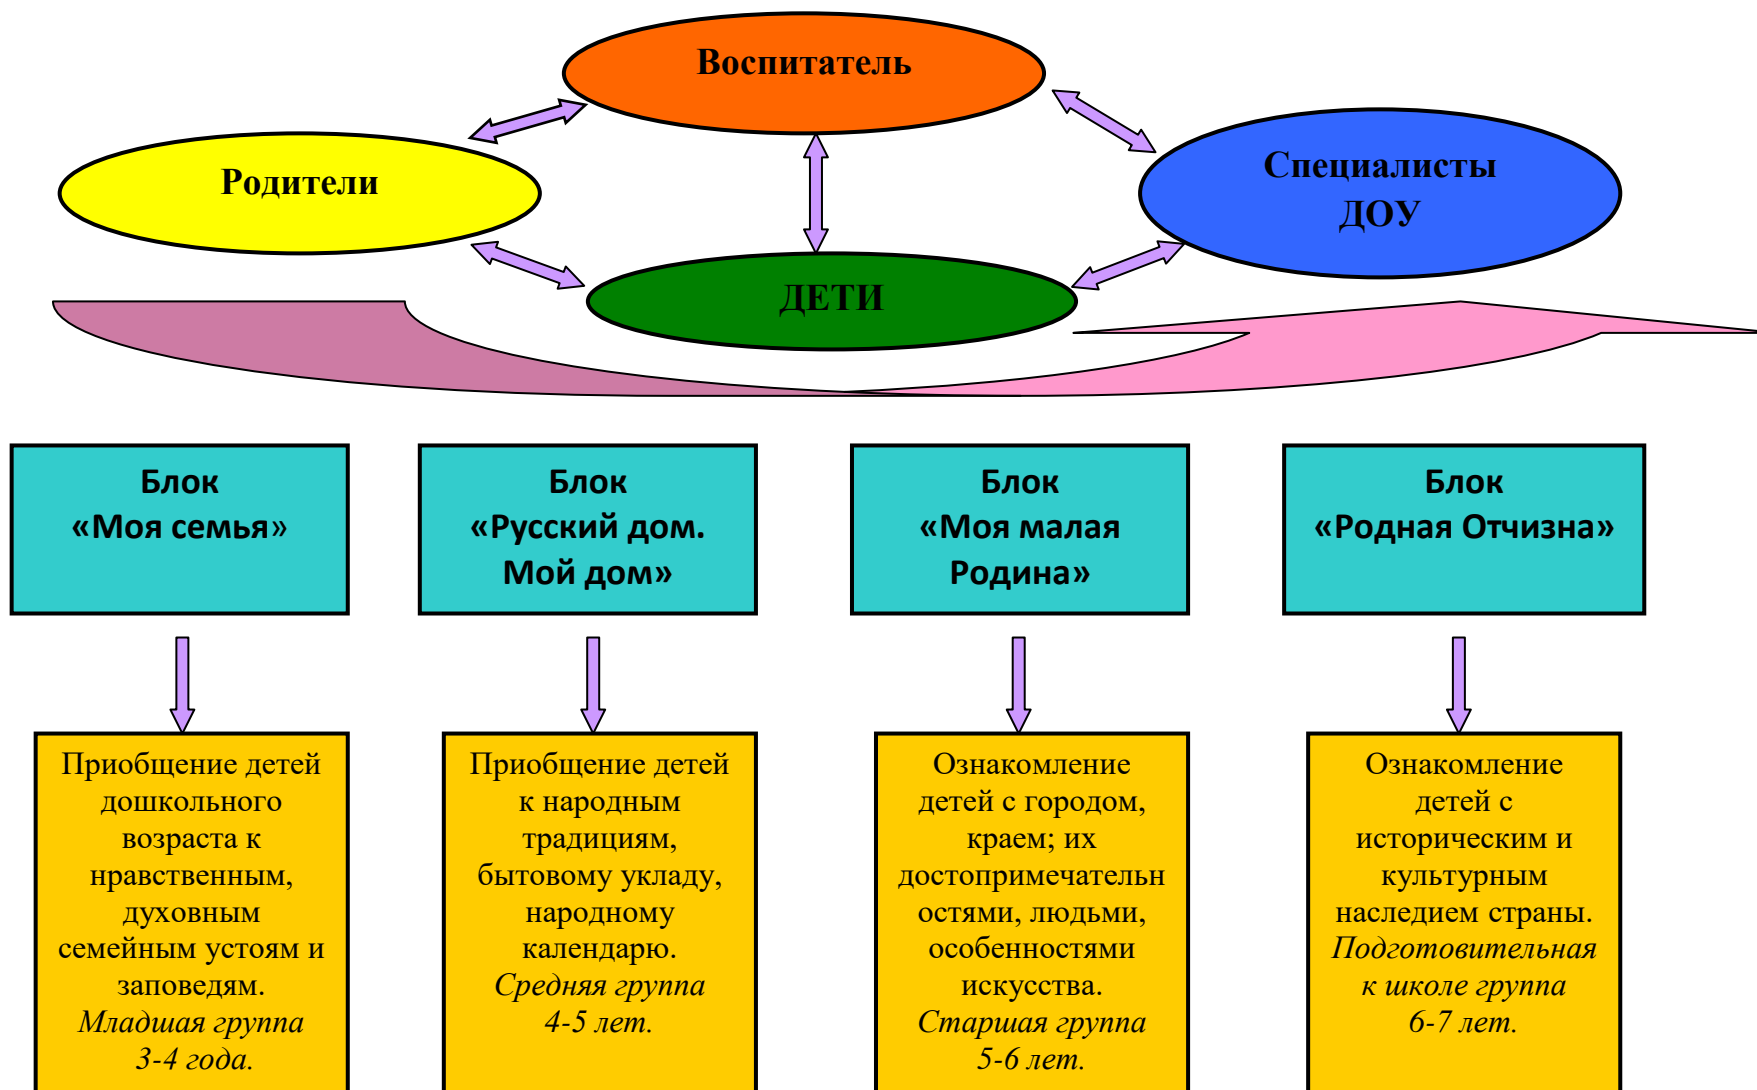 Воспитатель
Родители
Специалисты
ДОУ
ДЕТИ
Блок
«Моя семья»
Блок
«Русский дом.
Мой дом»
Блок
«Моя малая
Родина»
Блок
«Родная Отчизна»
Приобщение детей
дошкольного
возраста к
нравственным,
духовным
семейным устоям и
заповедям.
Младшая группа
3-4 года.
Приобщение детей
к народным
традициям,
бытовому укладу,
народному
календарю.
Средняя группа
4-5 лет.
Ознакомление
детей с городом,
краем; их
достопримечательн
остями, людьми,
особенностями
искусства.
Старшая группа
5-6 лет.
Ознакомление
детей с
историческим и
культурным
наследием страны.
Подготовительная
к школе группа
6-7 лет.